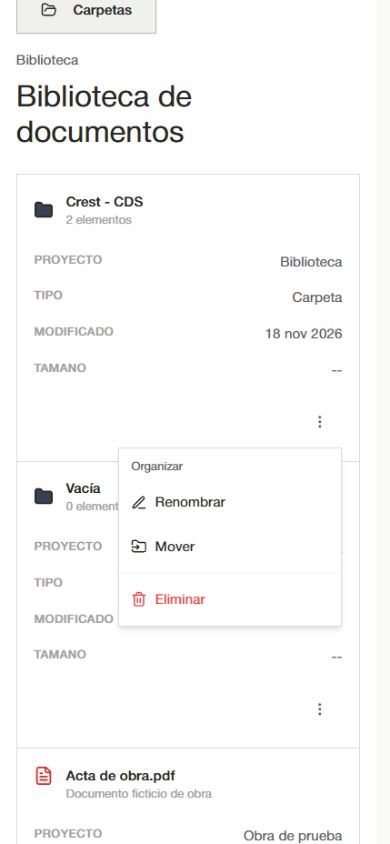 Carpetas
Biblioteca
Biblioteca de
documentos
Crest - CDS
2 elementos
PROYECTO Biblioteca
TIPO Carpeta
MODIFICADO 18 nov 2026
TAMANO --
Organizar
Renombrar
Mover
Eliminar
Vacía
0 element
PROYECTO
TIPO
MODIFICADO
TAMANO --
Acta de obra.pdf
Documento ficticio de obra
PROYECTO Obra de prueba